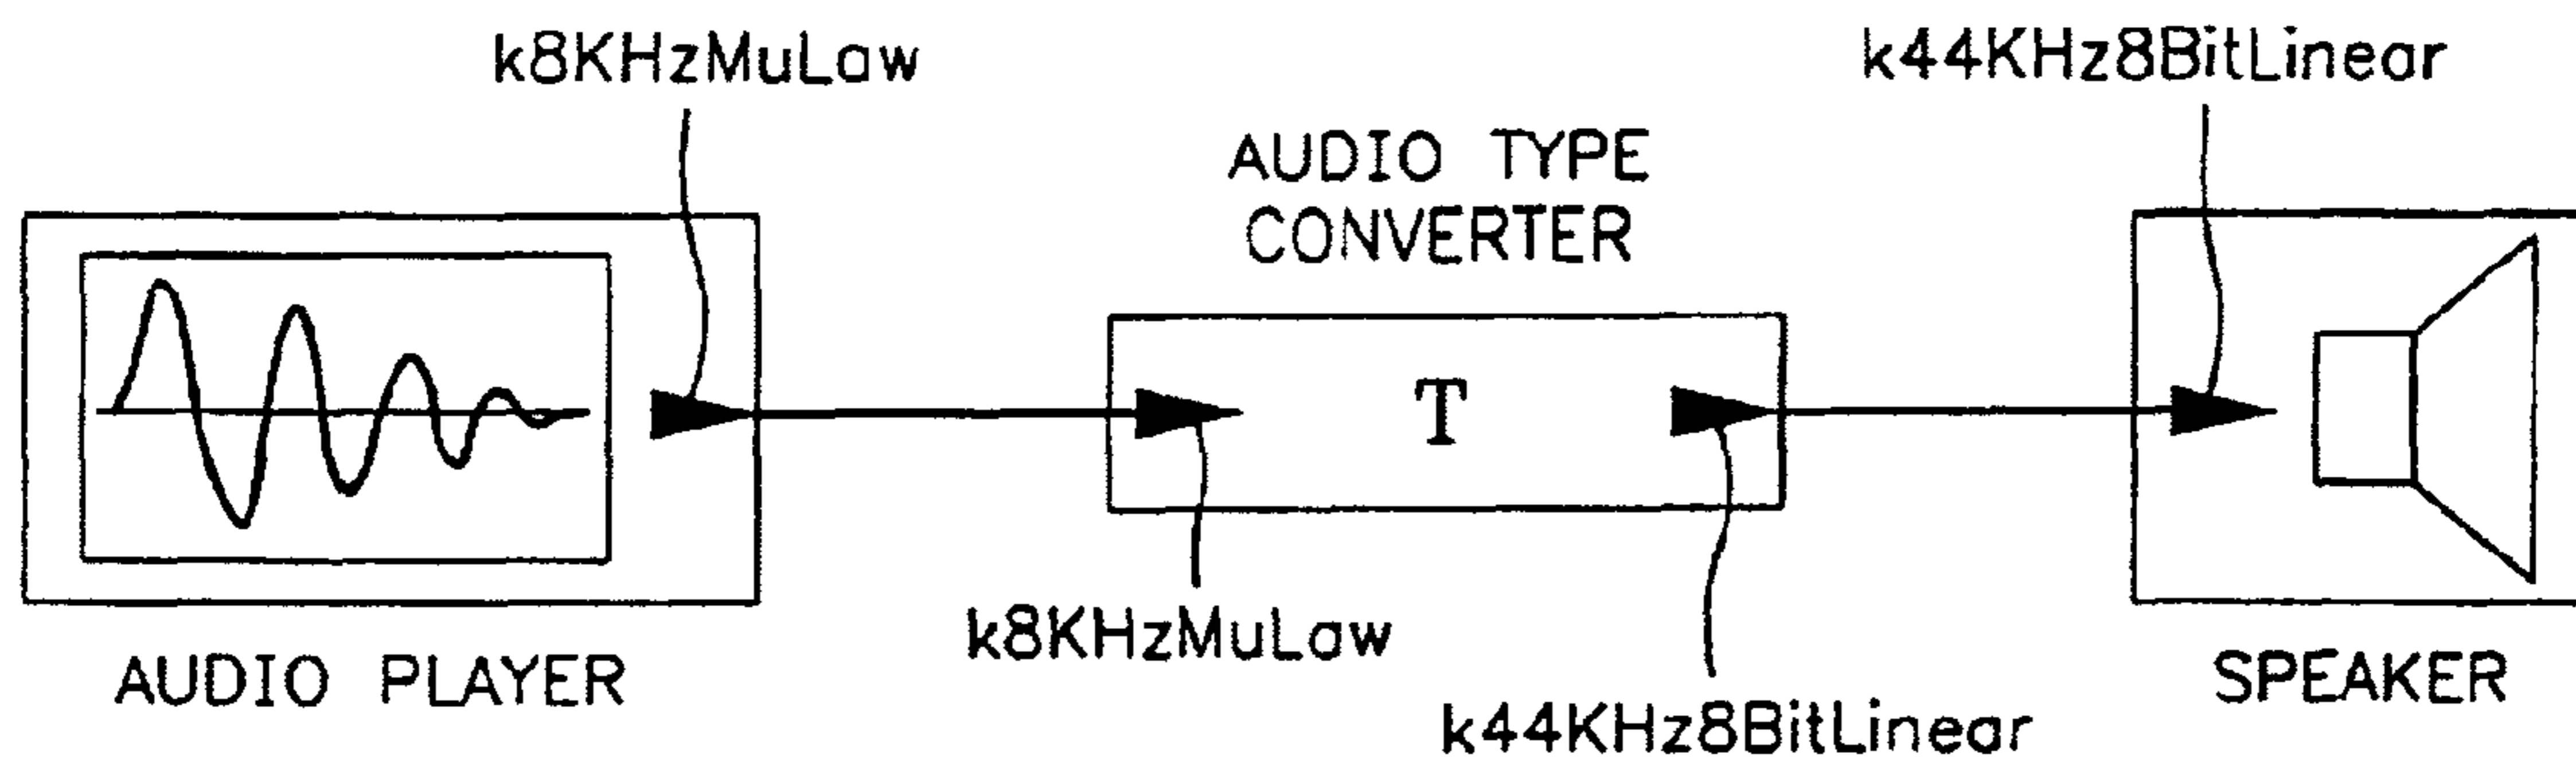 k8KHzMuLaw
k44KHz8BitLinear
AUDIO TYPE
CONVERTER
T
k8KHzMuLaw
AUDIO PLAYER
SPEAKER
k44KHz8BitLinear